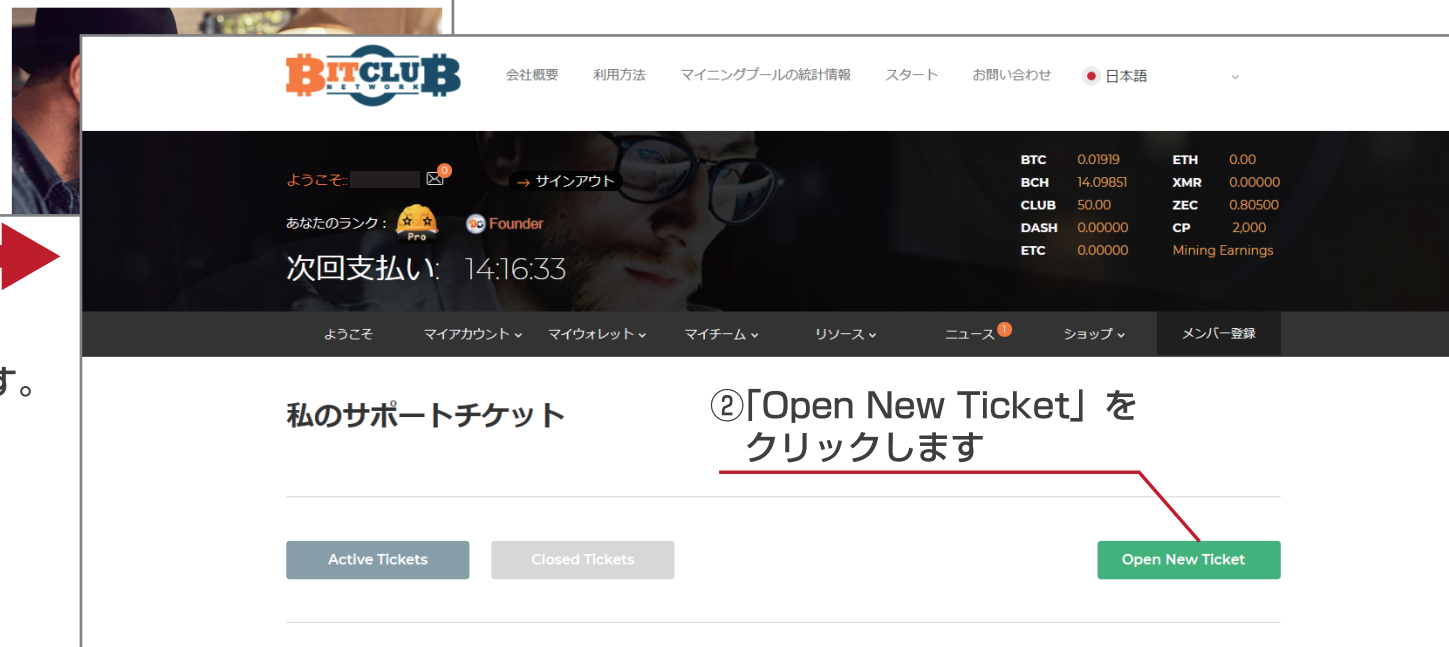 BITCLUB
NETWORK
会社概要 利用方法 マイニングプールの統計情報 スタート お問い合わせ 日本語
ようこそ:: 0 → サインアウト
あなたのランク: Pro BC Founder
次回支払い: 14:16:33
BTC 0.01919 ETH 0.00
BCH 14.09851 XMR 0.00000
CLUB 50.00 ZEC 0.80500
DASH 0.00000 CP 2,000
ETC 0.00000 Mining Earnings
ようこそ マイアカウント マイウォレット マイチーム リソース ニュース 1 ショップ メンバー登録
す。
私のサポートチケット
②「Open New Ticket」を
クリックします
Active Tickets Closed Tickets Open New Ticket